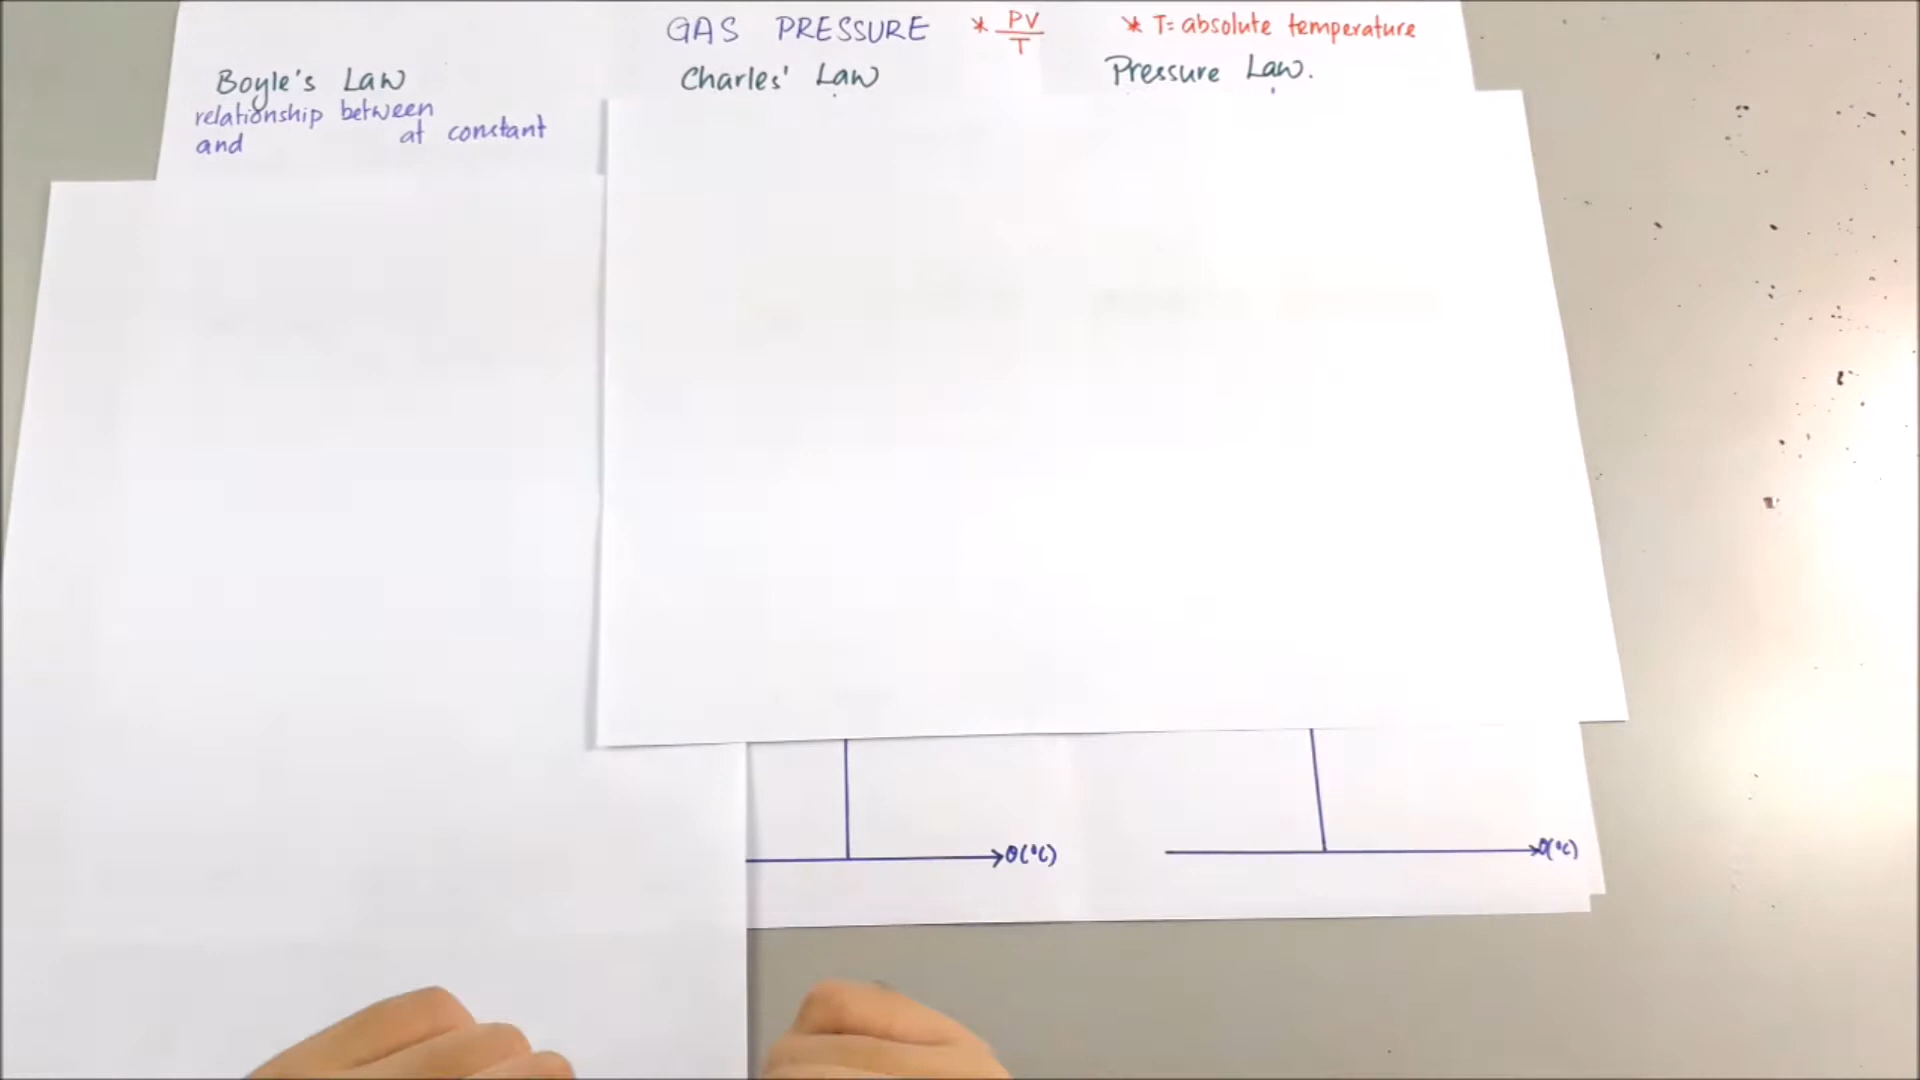 GAS PRESSURE * PV/T * T= absolute temperature
Boyle's Law
relationship between
and at constant
Charles' Law
Pressure Law.
θ(°C)
θ(°C)